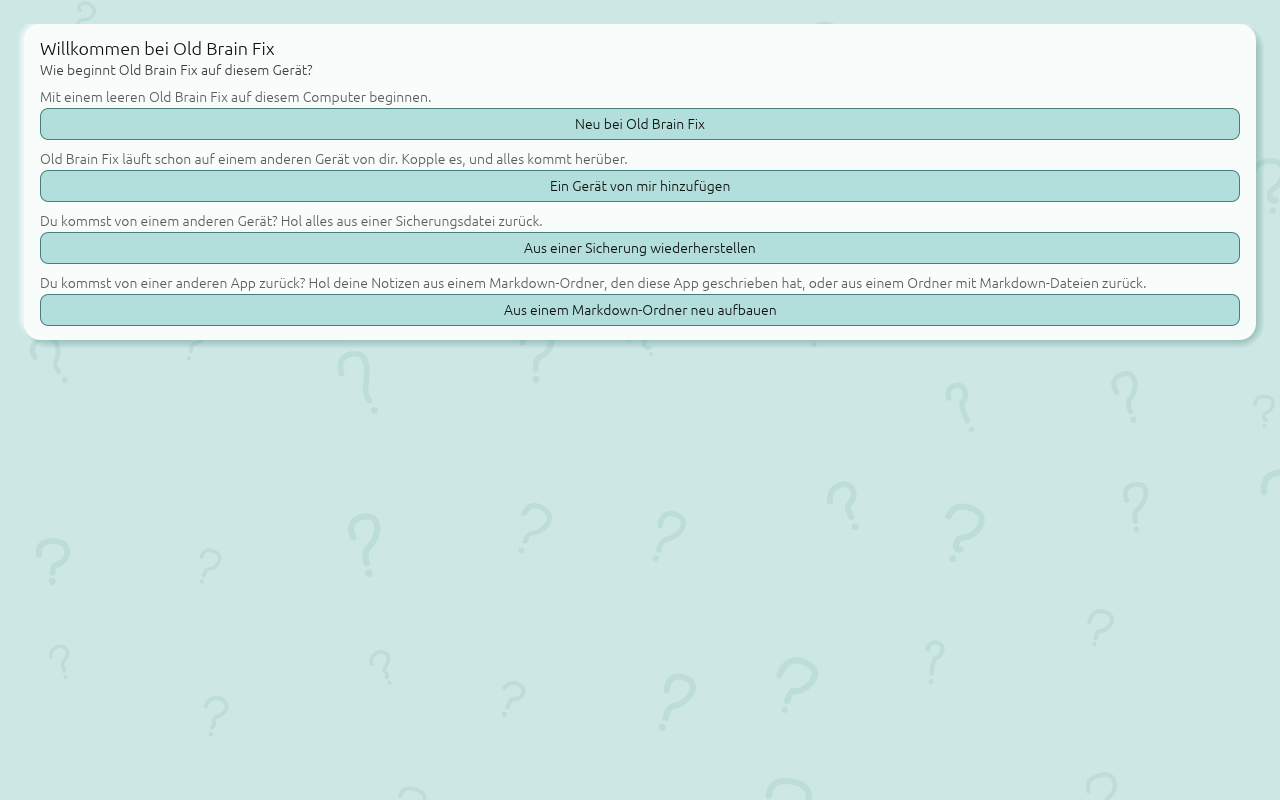 Willkommen bei Old Brain Fix
Wie beginnt Old Brain Fix auf diesem Gerät?
Mit einem leeren Old Brain Fix auf diesem Computer beginnen.
Neu bei Old Brain Fix
Old Brain Fix läuft schon auf einem anderen Gerät von dir. Kopple es, und alles kommt herüber.
Ein Gerät von mir hinzufügen
Du kommst von einem anderen Gerät? Hol alles aus einer Sicherungsdatei zurück.
Aus einer Sicherung wiederherstellen
Du kommst von einer anderen App zurück? Hol deine Notizen aus einem Markdown-Ordner, den diese App geschrieben hat, oder aus einem Ordner mit Markdown-Dateien zurück.
Aus einem Markdown-Ordner neu aufbauen